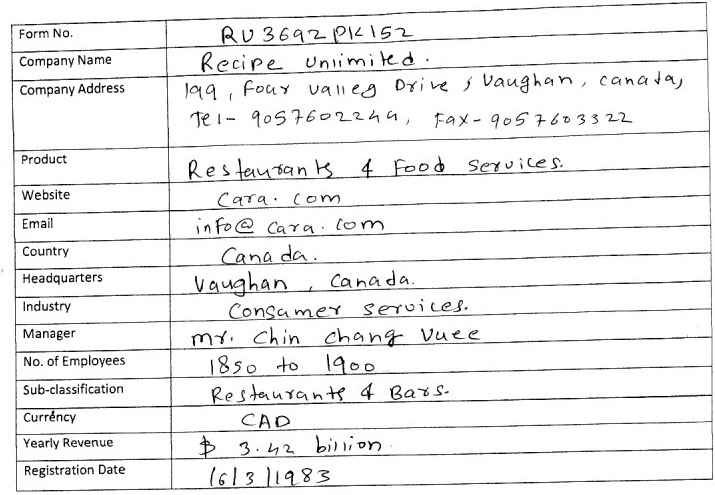 Form No. RU3692PK152
Company Name Recipe Unlimited.
Company Address 199, Four valley Drive, Vaughan, canada,
Tel- 9057602244, Fax- 9057603322
Product Restaurants & Food Services.
Website Cara.com
Email info@cara.com
Country Canada.
Headquarters Vaughan, Canada.
Industry Consumer services.
Manager Mr. Chin Chang Vuee
No. of Employees 1850 to 1900
Sub-classification Restaurants & Bars.
Currency CAD
Yearly Revenue $ 3.42 billion.
Registration Date 16/3/1983